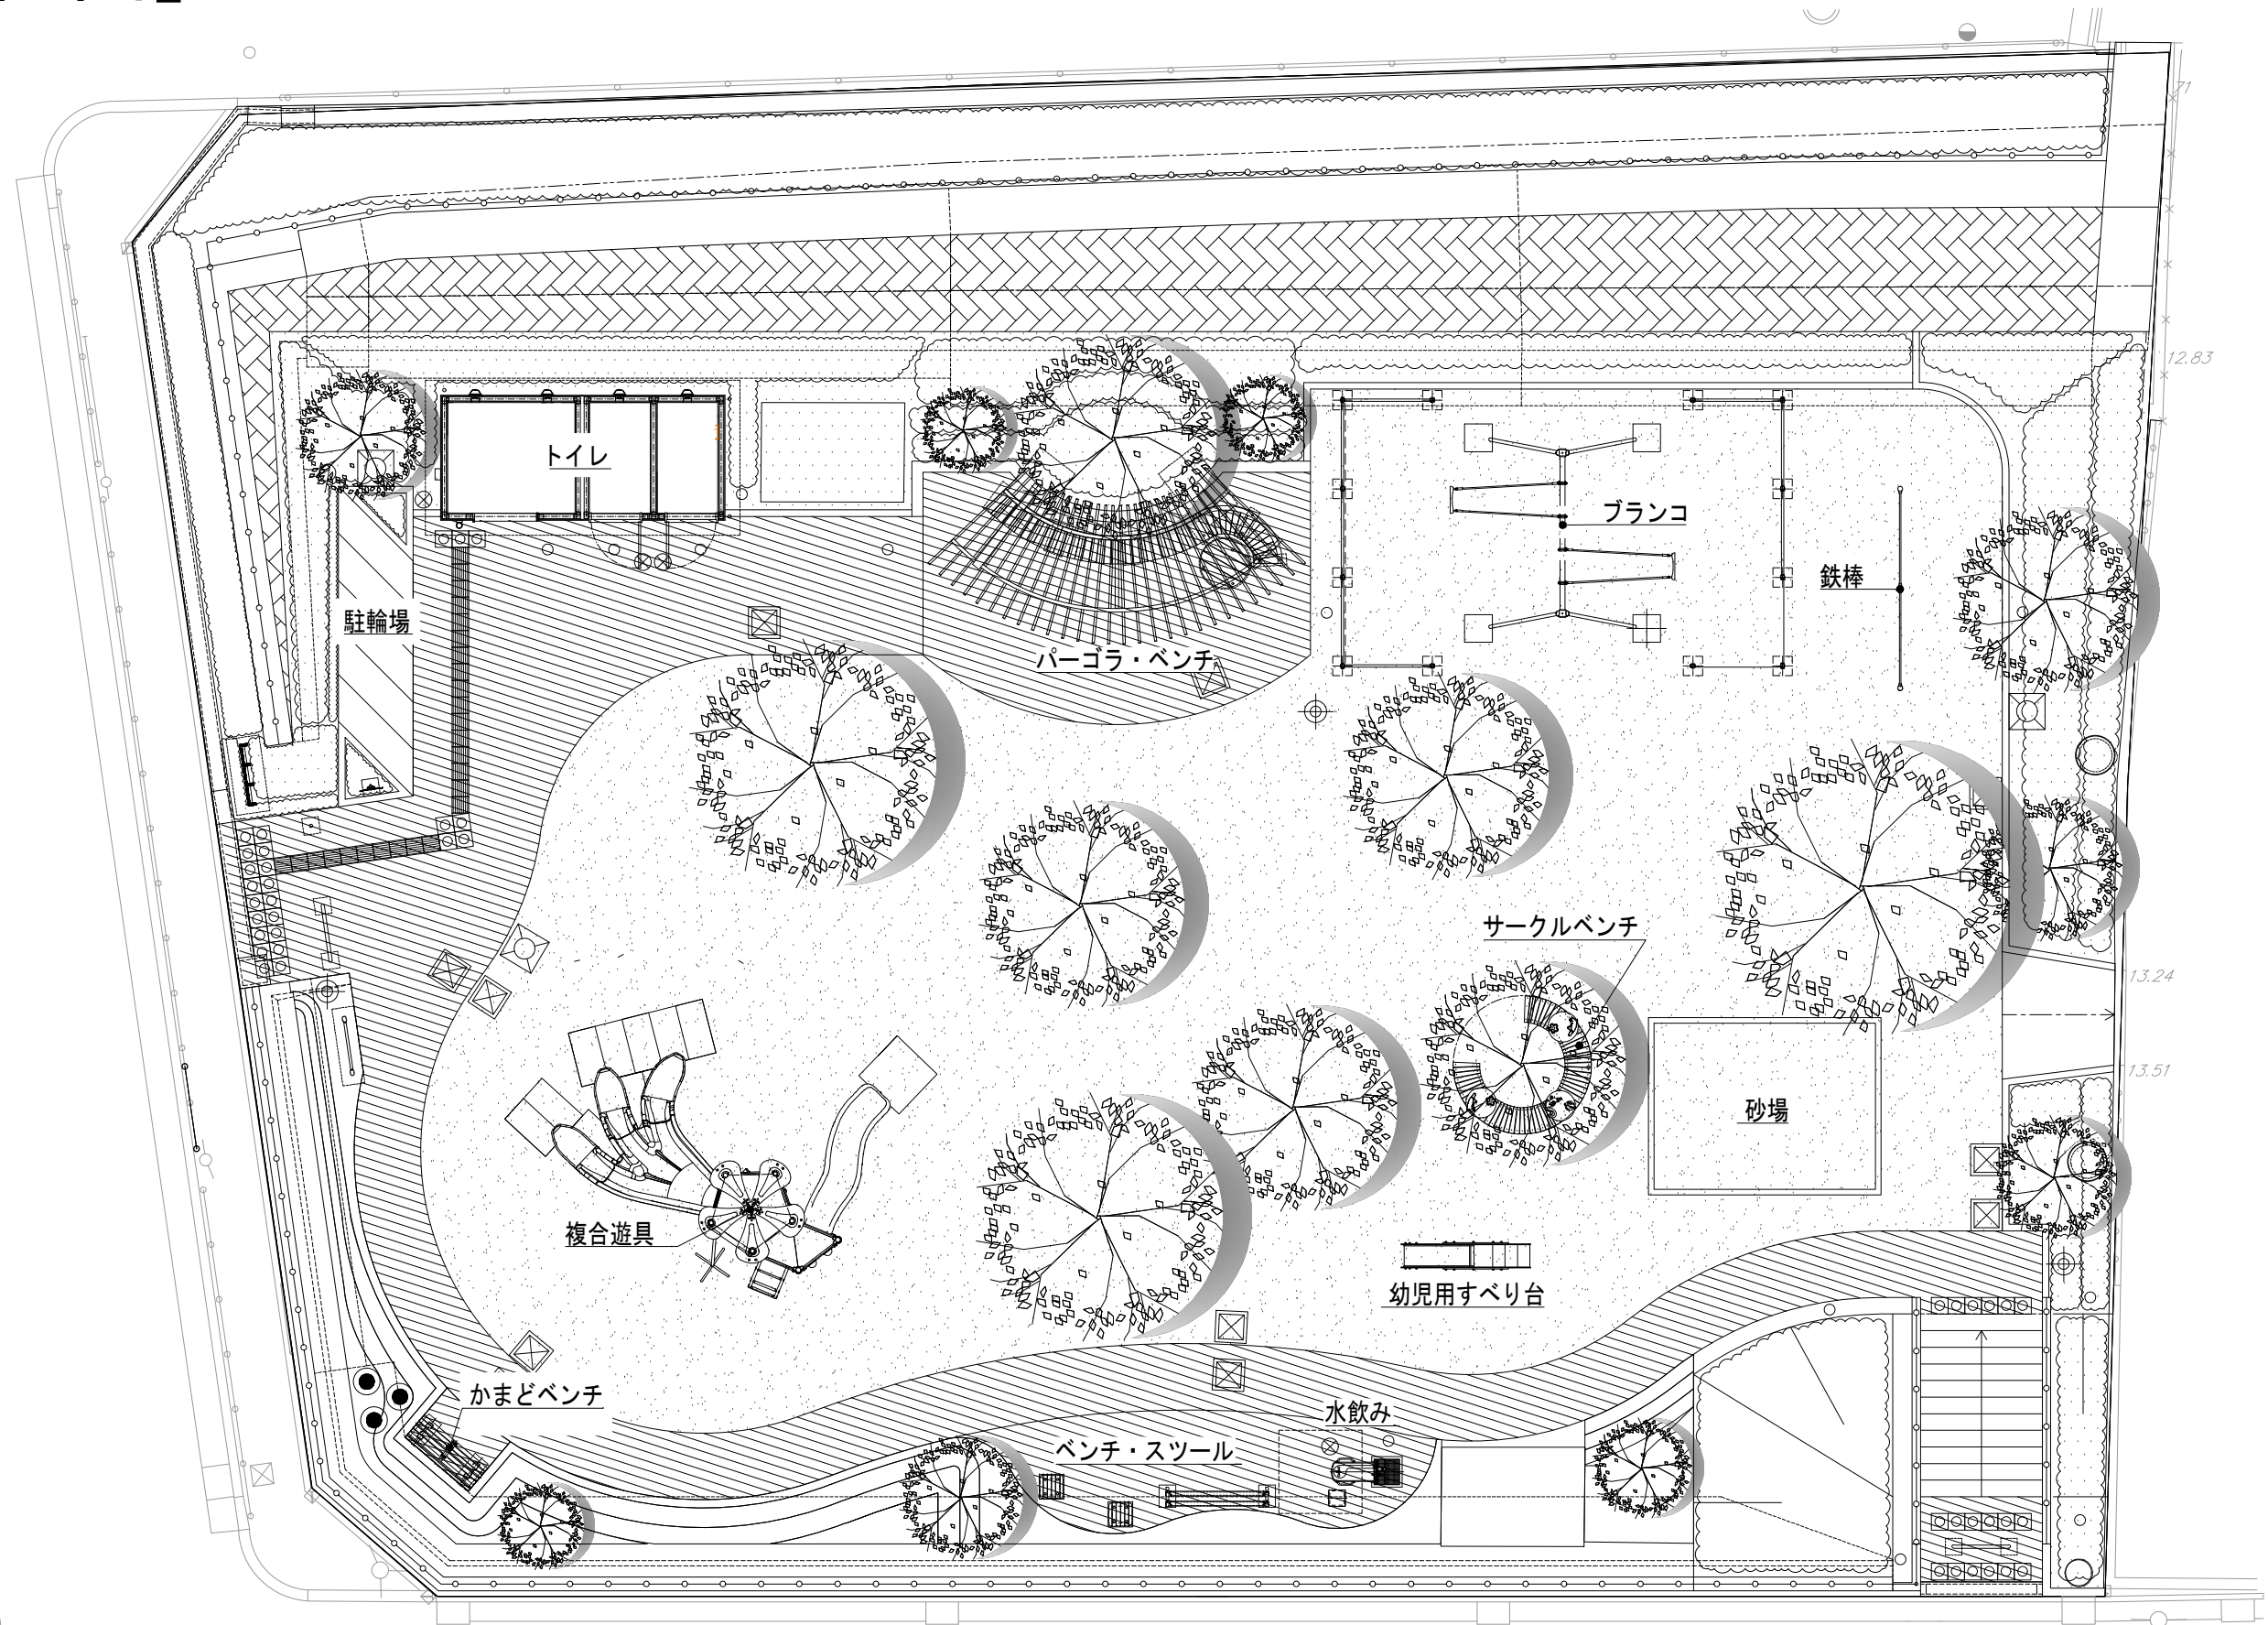 71
12.83
トイレ
ブランコ
鉄棒
駐輪場
パーゴラ・ベンチ
サークルベンチ
13.24
13.51
砂場
複合遊具
幼児用すべり台
かまどベンチ
水飲み
ベンチ・スツール